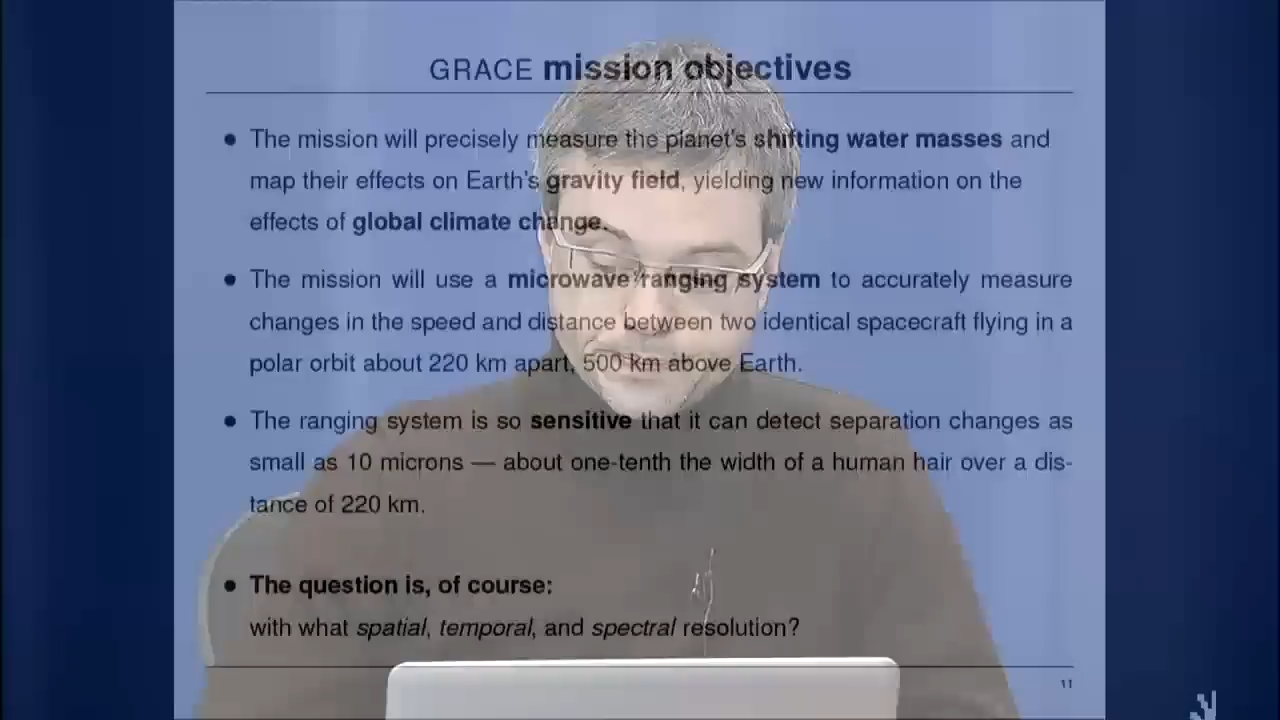 GRACE mission objectives
● The mission will precisely measure the planet's shifting water masses and
map their effects on Earth's gravity field, yielding new information on the
effects of global climate change.
● The mission will use a microwave ranging system to accurately measure
changes in the speed and distance between two identical spacecraft flying in a
polar orbit about 220 km apart, 500 km above Earth.
● The ranging system is so sensitive that it can detect separation changes as
small as 10 microns — about one-tenth the width of a human hair over a dis-
tance of 220 km.
● The question is, of course:
with what spatial, temporal, and spectral resolution?
11